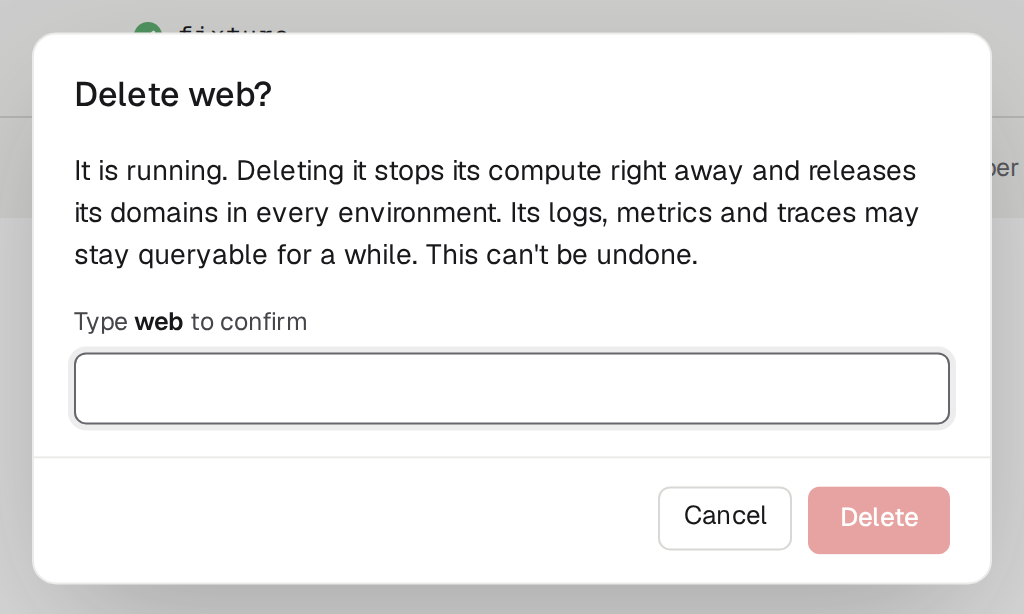 Delete web?
It is running. Deleting it stops its compute right away and releases
its domains in every environment. Its logs, metrics and traces may
stay queryable for a while. This can't be undone.
Type web to confirm
Cancel
Delete